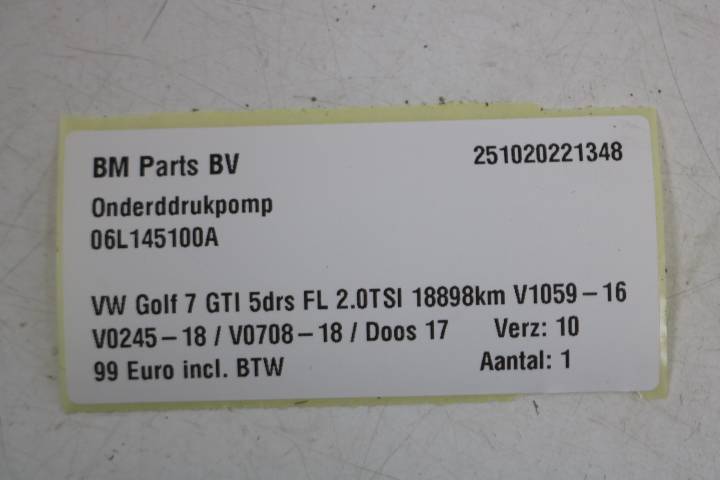 BM Parts BV 251020221348
Onderddrukpomp
06L145100A
VW Golf 7 GTI 5drs FL 2.0TSI 18898km V1059-16
V0245-18 / V0708-18 / Doos 17 Verz: 10
99 Euro incl. BTW Aantal: 1